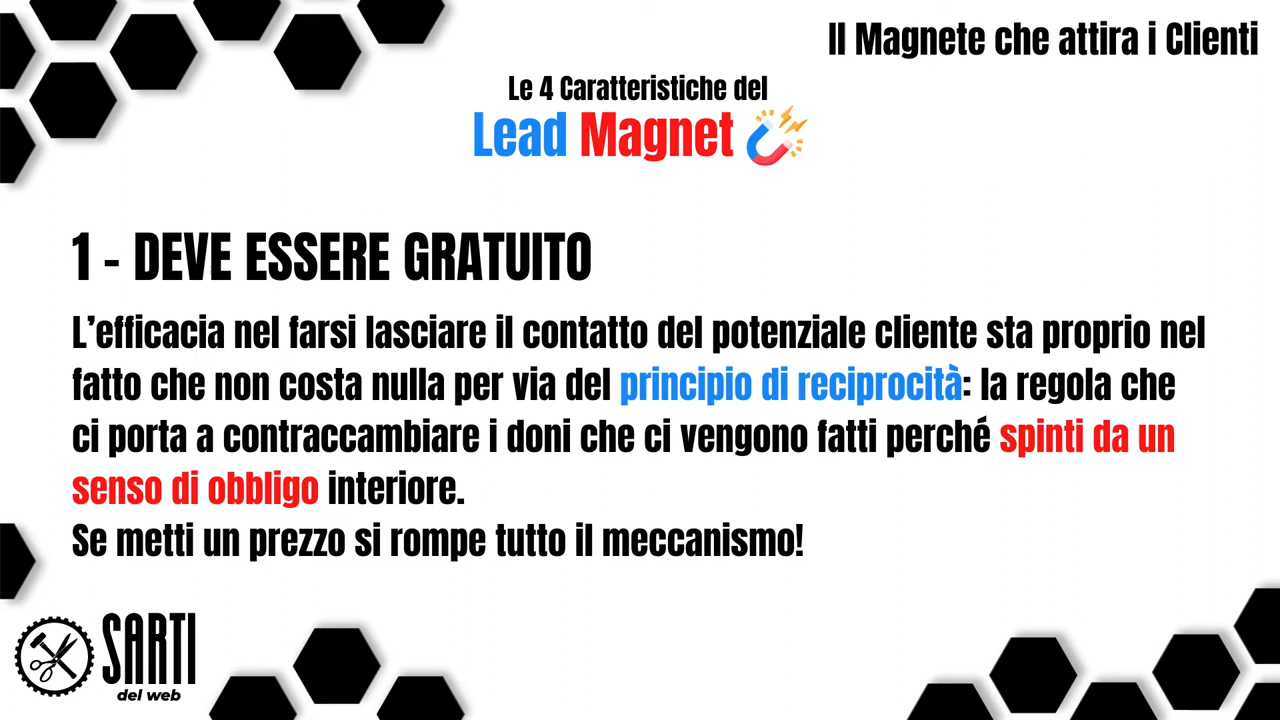 Il Magnete che attira i Clienti
Le 4 Caratteristiche del
Lead Magnet
1 - DEVE ESSERE GRATUITO
L’efficacia nel farsi lasciare il contatto del potenziale cliente sta proprio nel
fatto che non costa nulla per via del principio di reciprocità: la regola che
ci porta a contraccambiare i doni che ci vengono fatti perché spinti da un
senso di obbligo interiore.
Se metti un prezzo si rompe tutto il meccanismo!
SARTI
del web